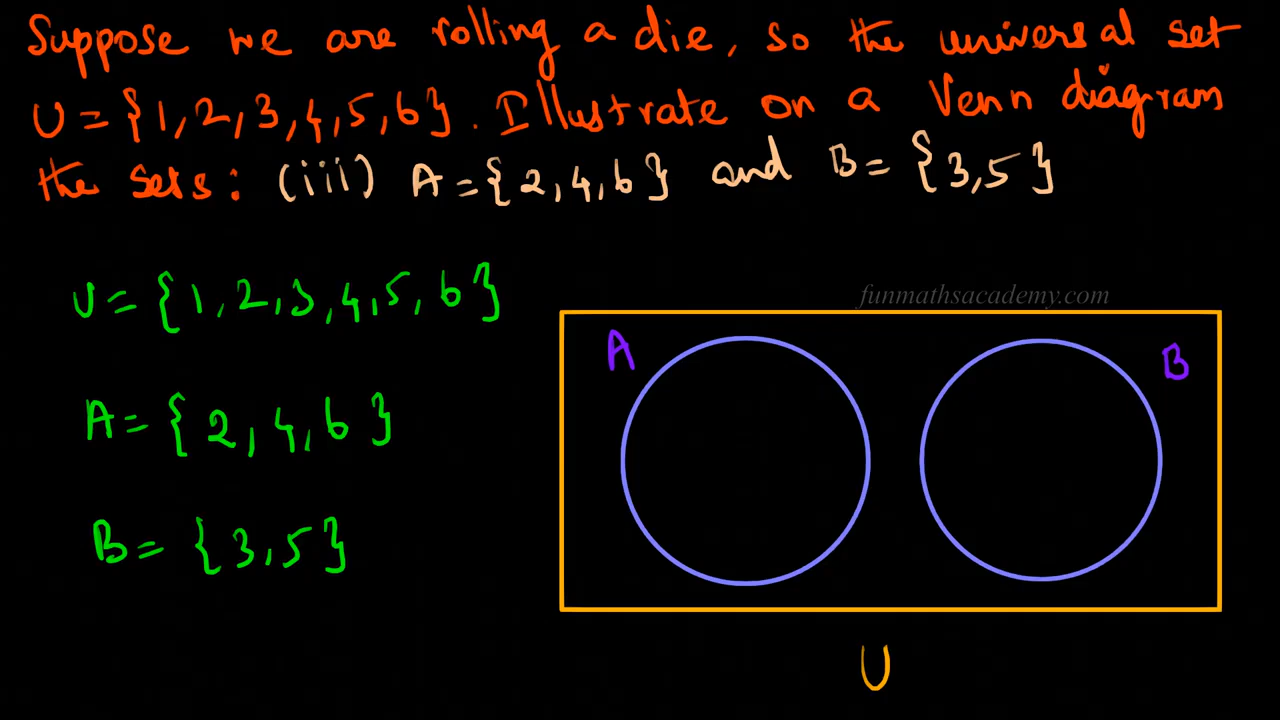 Suppose we are rolling a die, so the universal set
U = {1, 2, 3, 4, 5, 6}. Illustrate on a Venn diagram
the sets: (iii) A = {2, 4, 6} and B = {3, 5}
U = {1, 2, 3, 4, 5, 6}
funmathsacademy.com
A
B
A = {2, 4, 6}
B = {3, 5}
U